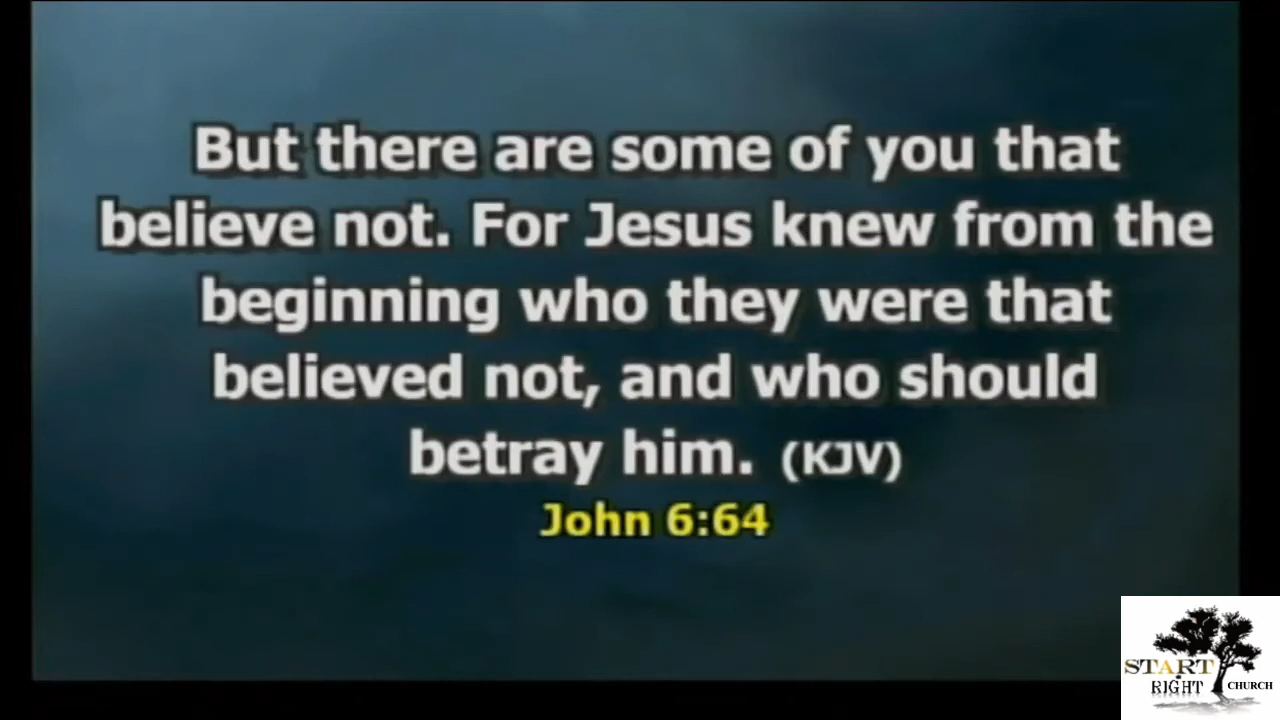 But there are some of you that
believe not. For Jesus knew from the
beginning who they were that
believed not, and who should
betray him. (KJV)
John 6:64
START
RIGHT CHURCH